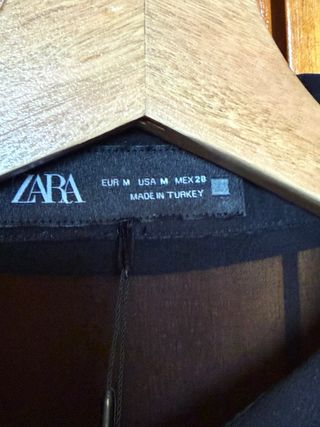 ZARA
EUR M USA M MEX 28
MADE IN TURKEY